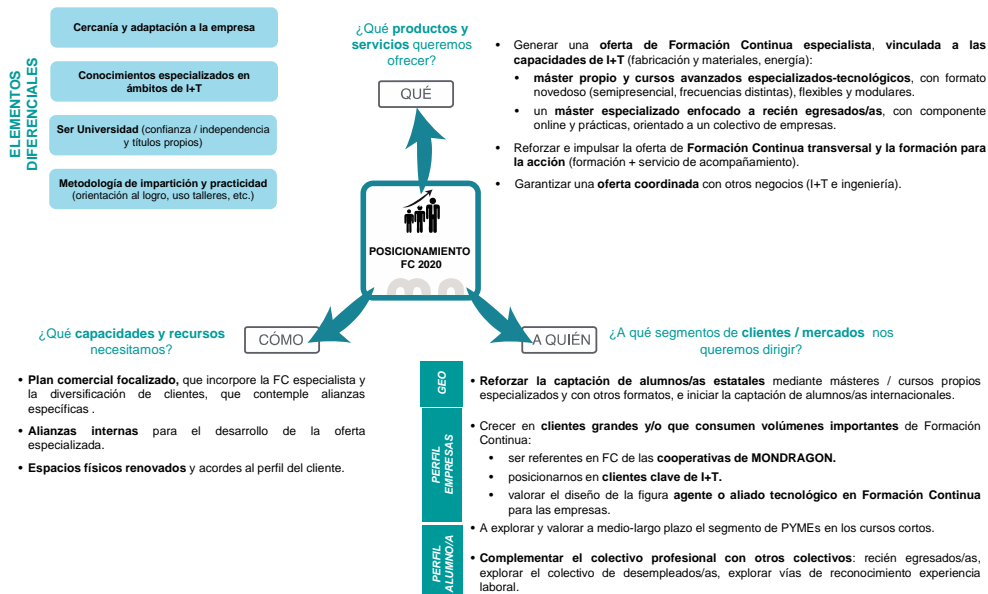 ELEMENTOS
DIFERENCIALES
Cercanía y adaptación a la empresa
Conocimientos especializados en
ámbitos de I+T
Ser Universidad (confianza / independencia
y títulos propios)
Metodología de impartición y practicidad
(orientación al logro, uso talleres, etc.)
¿Qué productos y
servicios queremos
ofrecer?
QUÉ
• Generar una oferta de Formación Continua especialista, vinculada a las
capacidades de I+T (fabricación y materiales, energía):
• máster propio y cursos avanzados especializados-tecnológicos, con formato
novedoso (semipresencial, frecuencias distintas), flexibles y modulares.
• un máster especializado enfocado a recién egresados/as, con componente
online y prácticas, orientado a un colectivo de empresas.
• Reforzar e impulsar la oferta de Formación Continua transversal y la formación para
la acción (formación + servicio de acompañamiento).
• Garantizar una oferta coordinada con otros negocios (I+T e ingeniería).
POSICIONAMIENTO
FC 2020
¿Qué capacidades y recursos
necesitamos?
CÓMO
• Plan comercial focalizado, que incorpore la FC especialista y
la diversificación de clientes, que contemple alianzas
específicas .
• Alianzas internas para el desarrollo de la oferta
especializada.
• Espacios físicos renovados y acordes al perfil del cliente.
A QUIÉN
¿A qué segmentos de clientes / mercados nos
queremos dirigir?
GEO
• Reforzar la captación de alumnos/as estatales mediante másteres / cursos propios
especializados y con otros formatos, e iniciar la captación de alumnos/as internacionales.
PERFIL
EMPRESAS
• Crecer en clientes grandes y/o que consumen volúmenes importantes de Formación
Continua:
• ser referentes en FC de las cooperativas de MONDRAGON.
• posicionarnos en clientes clave de I+T.
• valorar el diseño de la figura agente o aliado tecnológico en Formación Continua
para las empresas.
• A explorar y valorar a medio-largo plazo el segmento de PYMEs en los cursos cortos.
PERFIL
ALUMNO/A
• Complementar el colectivo profesional con otros colectivos: recién egresados/as,
explorar el colectivo de desempleados/as, explorar vías de reconocimiento experiencia
laboral.